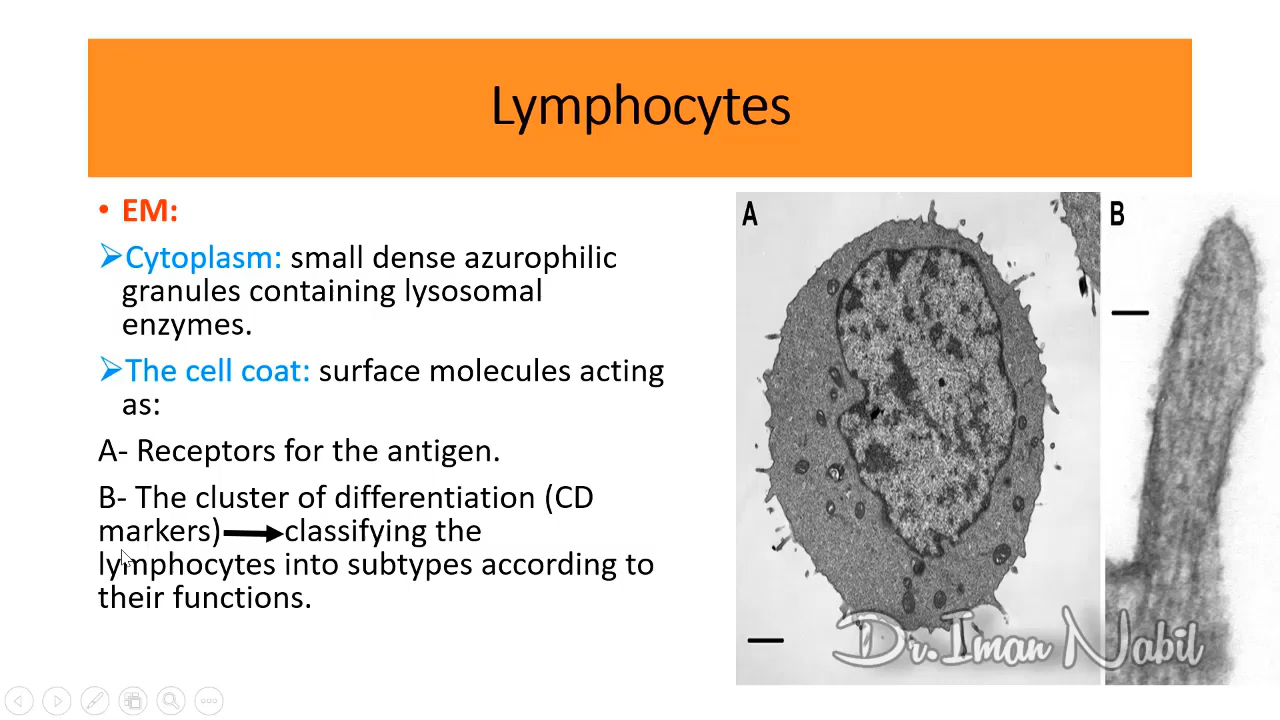 Lymphocytes
• EM:
➢Cytoplasm: small dense azurophilic
granules containing lysosomal
enzymes.
➢The cell coat: surface molecules acting
as:
A- Receptors for the antigen.
B- The cluster of differentiation (CD
markers)→classifying the
lymphocytes into subtypes according to
their functions.
A
B
Dr.Iman Nabil